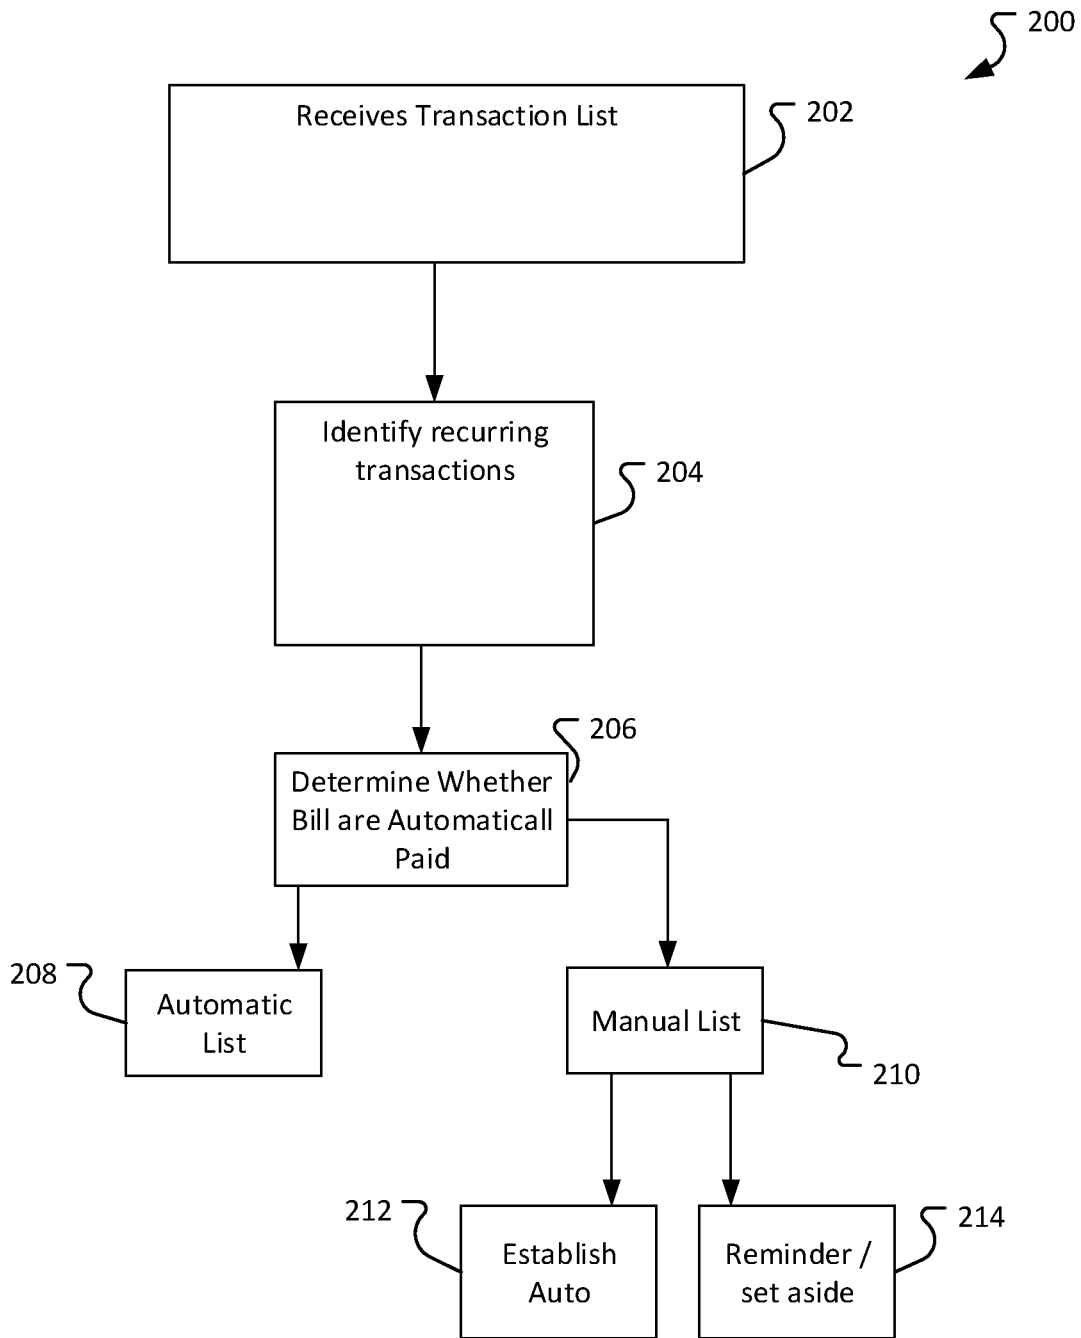 200
Receives Transaction List
202
Identify recurring
transactions
204
206
Determine Whether
Bill are Automaticall
Paid
208
Automatic
List
Manual List
210
212
Establish
Auto
Reminder /
set aside
214